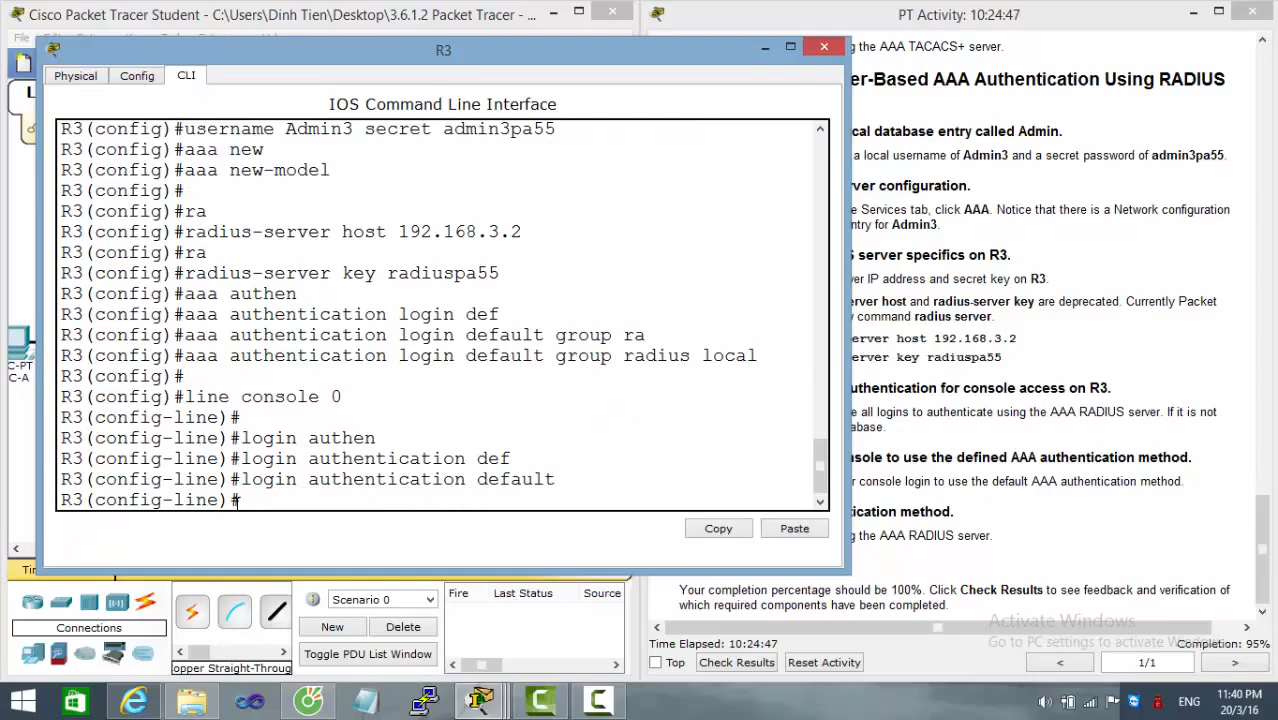 Cisco Packet Tracer Student - C:\Users\Dinh Tien\Desktop\3.6.1.2 Packet Tracer - ...
PT Activity: 10:24:47
File
R3
Physical
Config
CLI
IOS Command Line Interface
R3(config)#username Admin3 secret admin3pa55
R3(config)#aaa new
R3(config)#aaa new-model
R3(config)#
R3(config)#ra
R3(config)#radius-server host 192.168.3.2
R3(config)#ra
R3(config)#radius-server key radiuspa55
R3(config)#aaa authen
R3(config)#aaa authentication login def
R3(config)#aaa authentication login default group ra
R3(config)#aaa authentication login default group radius local
R3(config)#
R3(config)#line console 0
R3(config-line)#
R3(config-line)#login authen
R3(config-line)#login authentication def
R3(config-line)#login authentication default
R3(config-line)#
Copy
Paste
L
C-PT
C-A
g the AAA TACACS+ server.
er-Based AAA Authentication Using RADIUS
cal database entry called Admin.
a local username of Admin3 and a secret password of admin3pa55.
ver configuration.
e Services tab, click AAA. Notice that there is a Network configuration
entry for Admin3.
S server specifics on R3.
ver IP address and secret key on R3.
erver host and radius-server key are deprecated. Currently Packet
w command radius server.
erver host 192.168.3.2
erver key radiuspa55
uthentication for console access on R3.
e all logins to authenticate using the AAA RADIUS server. If it is not
abase.
nsole to use the defined AAA authentication method.
r console login to use the default AAA authentication method.
ication method.
g the AAA RADIUS server.
Your completion percentage should be 100%. Click Check Results to see feedback and verification of
which required components have been completed.
Activate Windows
Go to PC settings to activate Windows.
Time Elapsed: 10:24:47
Completion: 95%
Top
Check Results
Reset Activity
<
1/1
>
Tin
Connections
opper Straight-Throug
Scenario 0
New
Delete
Toggle PDU List Window
Fire
Last Status
Source
ENG
11:40 PM
20/3/16